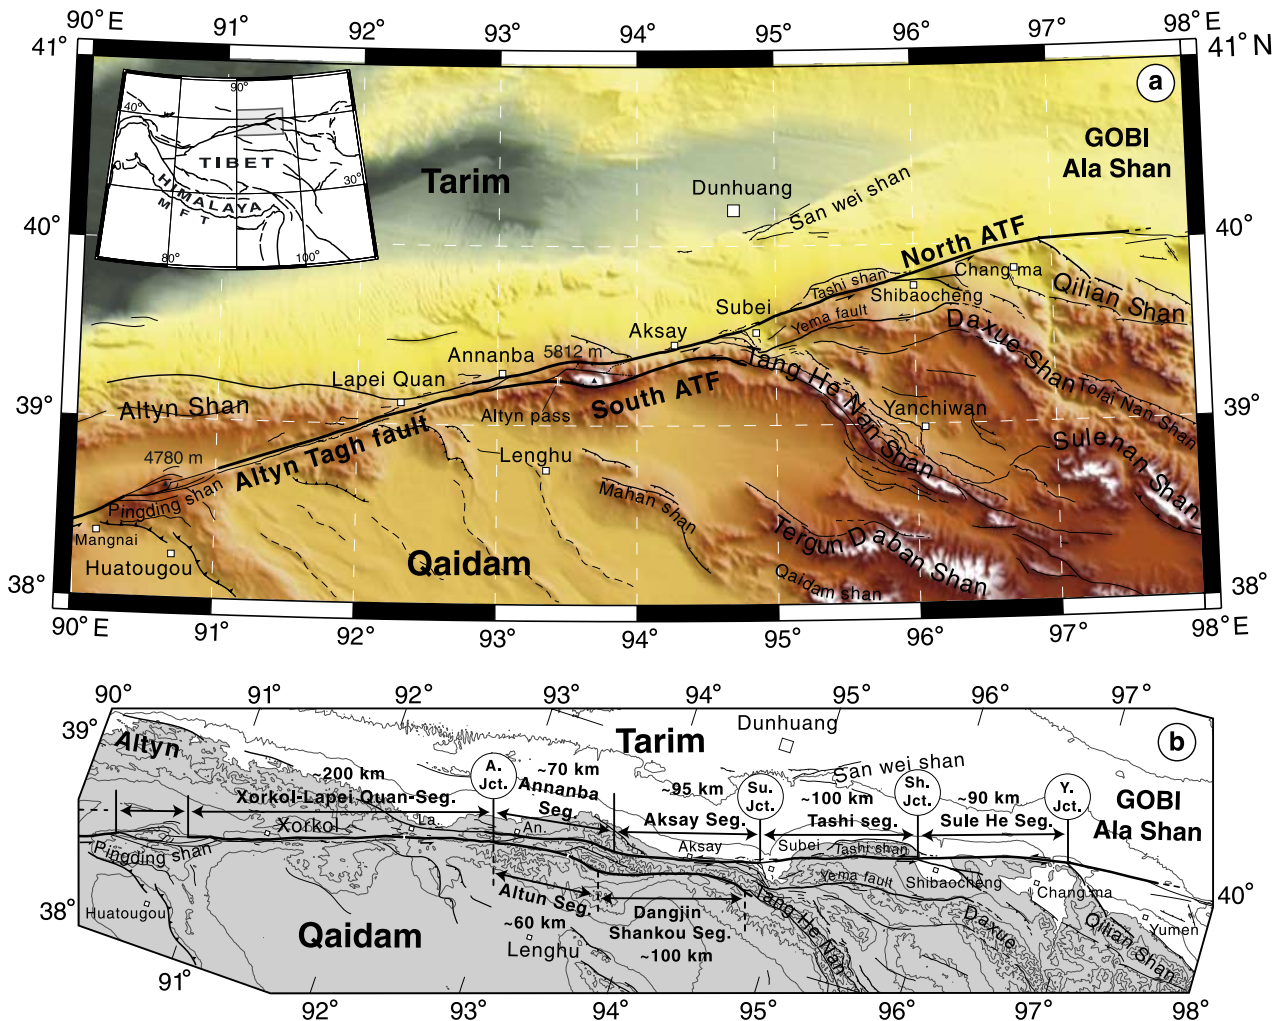 90° E
91°
92°
93°
94°
95°
96°
97°
98° E
41°
41° N
a
90°
40°
TIBET
HIMALAYA
M F T
30°
80°
100°
Tarim
GOBI
Ala Shan
Dunhuang
San wei shan
40°
40°
North ATF
Chang ma
Tashi shan
Shibaocheng
Qilian Shan
Subei
Yema fault
Daxue Shan
Aksay
Annanba
5812 m
Lapei Quan
Tang He Nan Shan
Tolai Nan Shan
39°
39°
Altyn Shan
Altyn pass
South ATF
Yanchiwan
Altyn Tagh fault
Sulenan Shan
Lenghu
4780 m
Pingding shan
Mahan shan
Mangnai
Huatougou
Qaidam
Tergun Daban Shan
Qaidam shan
38°
38°
90° E
91°
92°
93°
94°
95°
96°
97°
98° E
90°
91°
92°
93°
94°
95°
96°
97°
39°
Altyn
Tarim
Dunhuang
b
San wei shan
~200 km
Xorkol-Lapei Quan-Seg.
A.
Jct.
~70 km
Annanba
Seg.
~95 km
Aksay Seg.
Su.
Jct.
~100 km
Tashi seg.
Sh.
Jct.
~90 km
Sule He Seg.
Y.
Jct.
GOBI
Ala Shan
Xorkol
La.
An.
Aksay
Subei
Tashi shan
Pingding shan
Yema fault
Shibaocheng
Chang ma
Altun Seg.
~60 km
Dangjin
Shankou Seg.
~100 km
Tang He Nan
Daxue
Qilian Shan
Yumen
40°
38°
Huatougou
Qaidam
Lenghu
91°
92°
93°
94°
95°
96°
97°
98°